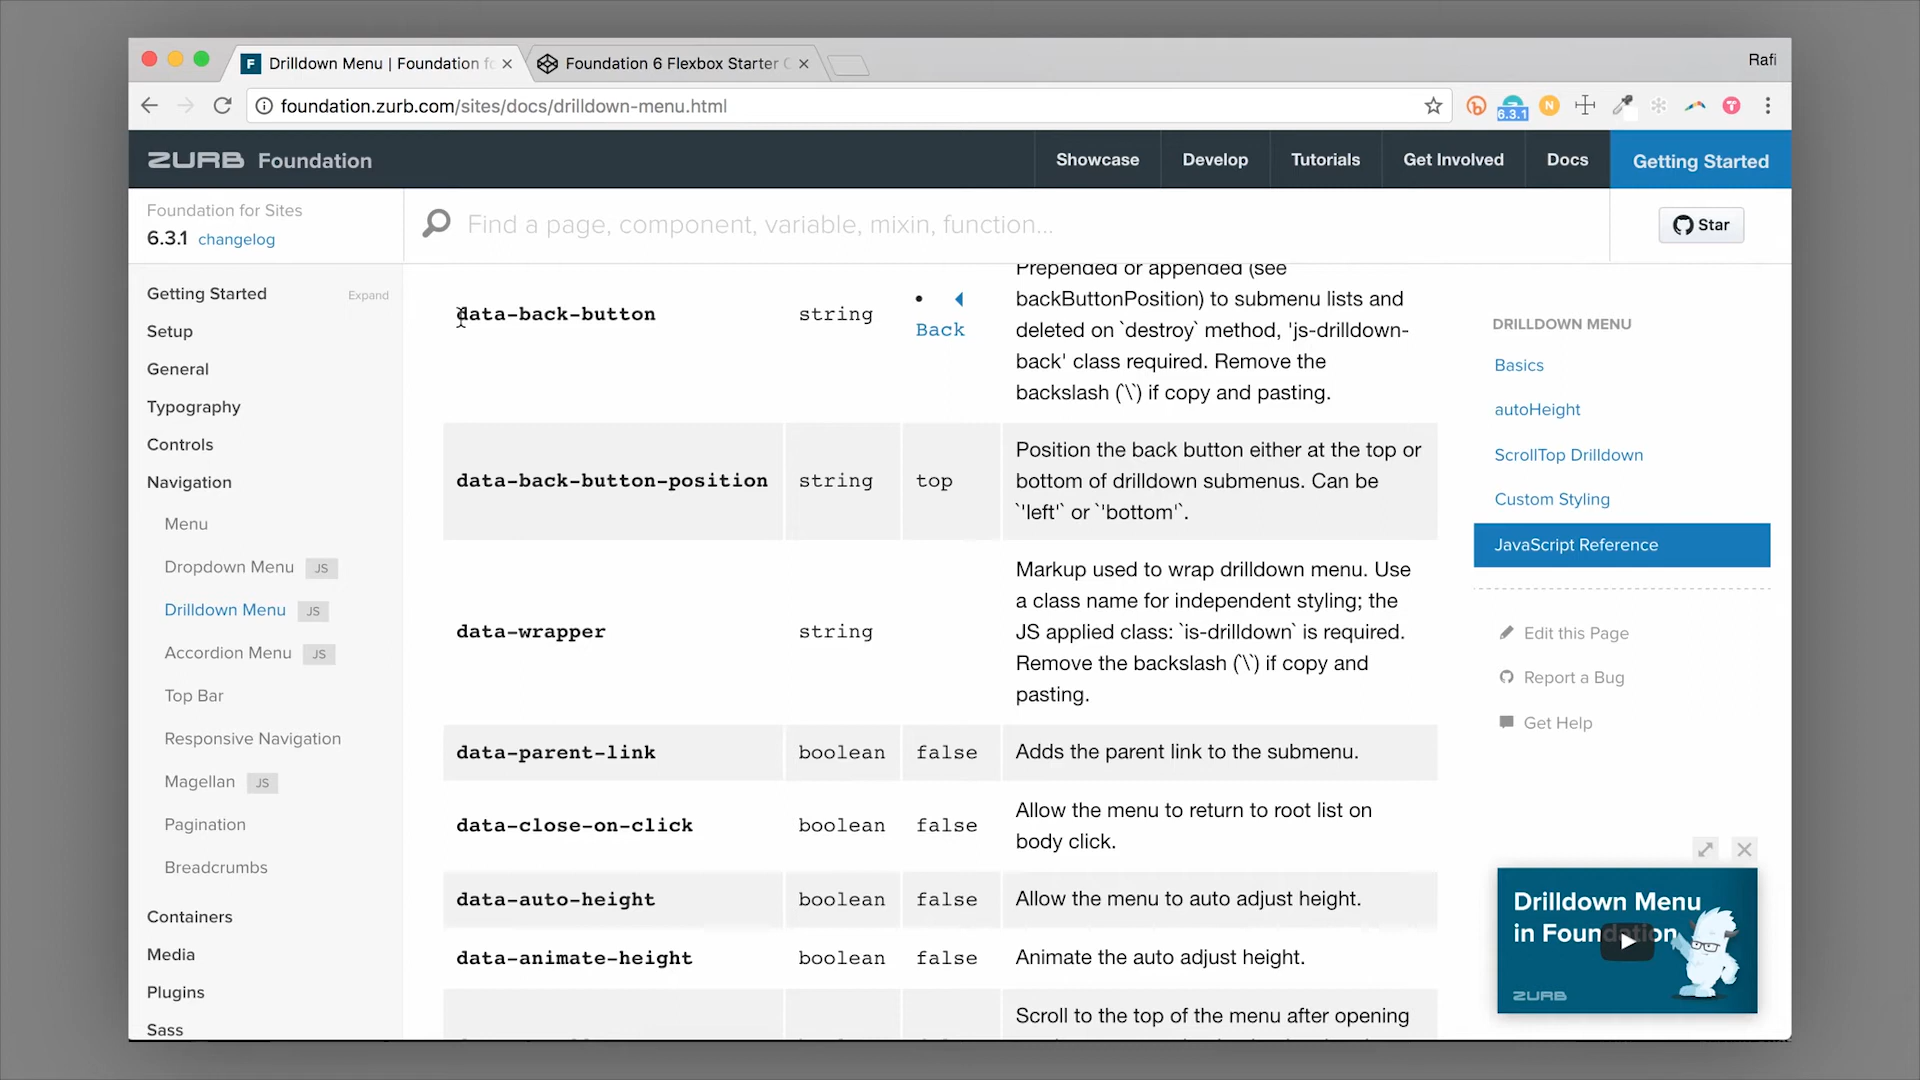 Drilldown Menu | Foundation fo
Foundation 6 Flexbox Starter C
Rafi
foundation.zurb.com/sites/docs/drilldown-menu.html
6.3.1
N
T
ZURB Foundation
Showcase
Develop
Tutorials
Get Involved
Docs
Getting Started
Foundation for Sites
6.3.1 changelog
Find a page, component, variable, mixin, function...
Star
Getting Started
Expand
Setup
General
Typography
Controls
Navigation
Menu
Dropdown Menu JS
Drilldown Menu JS
Accordion Menu JS
Top Bar
Responsive Navigation
Magellan JS
Pagination
Breadcrumbs
Containers
Media
Plugins
Sass
data-back-button
string
Back
Prepended or appended (see
backButtonPosition) to submenu lists and
deleted on `destroy` method, 'js-drilldown-
back' class required. Remove the
backslash (`\`) if copy and pasting.
data-back-button-position
string
top
Position the back button either at the top or
bottom of drilldown submenus. Can be
`'left'` or `'bottom'`.
data-wrapper
string
Markup used to wrap drilldown menu. Use
a class name for independent styling; the
JS applied class: `is-drilldown` is required.
Remove the backslash (`\`) if copy and
pasting.
data-parent-link
boolean
false
Adds the parent link to the submenu.
data-close-on-click
boolean
false
Allow the menu to return to root list on
body click.
data-auto-height
boolean
false
Allow the menu to auto adjust height.
data-animate-height
boolean
false
Animate the auto adjust height.
Scroll to the top of the menu after opening
DRILLDOWN MENU
Basics
autoHeight
ScrollTop Drilldown
Custom Styling
JavaScript Reference
Edit this Page
Report a Bug
Get Help
Drilldown Menu
in Foundation
ZURB